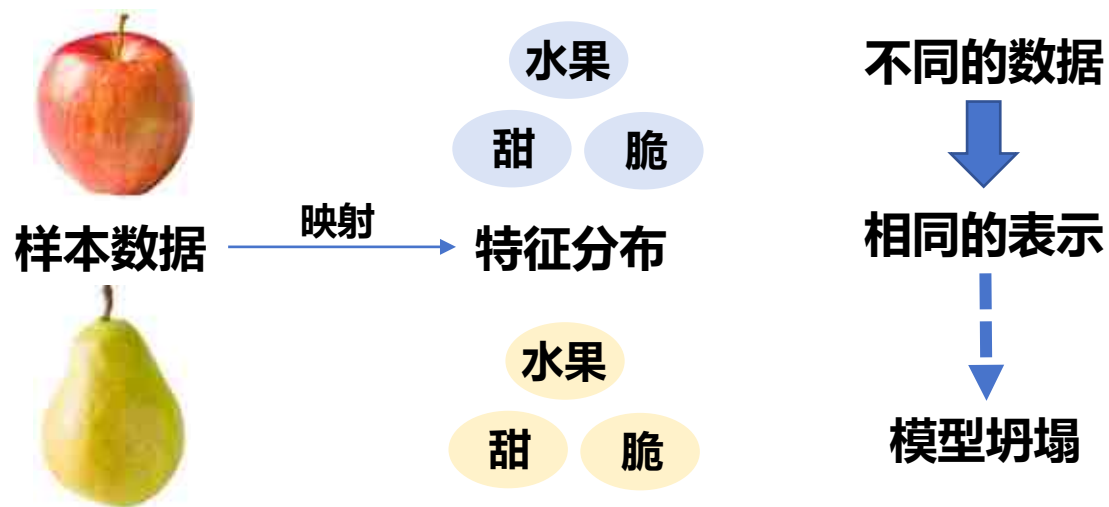 水果
甜
脆
样本数据
映射
特征分布
水果
甜
脆
不同的数据
相同的表示
模型坍塌